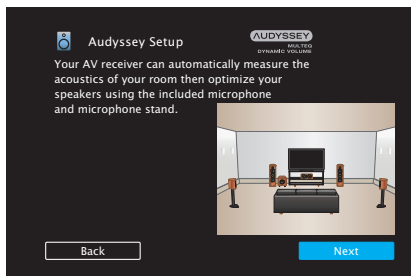 Audyssey Setup
AUDYSSEY
MULTEQ
DYNAMIC VOLUME
Your AV receiver can automatically measure the
acoustics of your room then optimize your
speakers using the included microphone
and microphone stand.
Back
Next